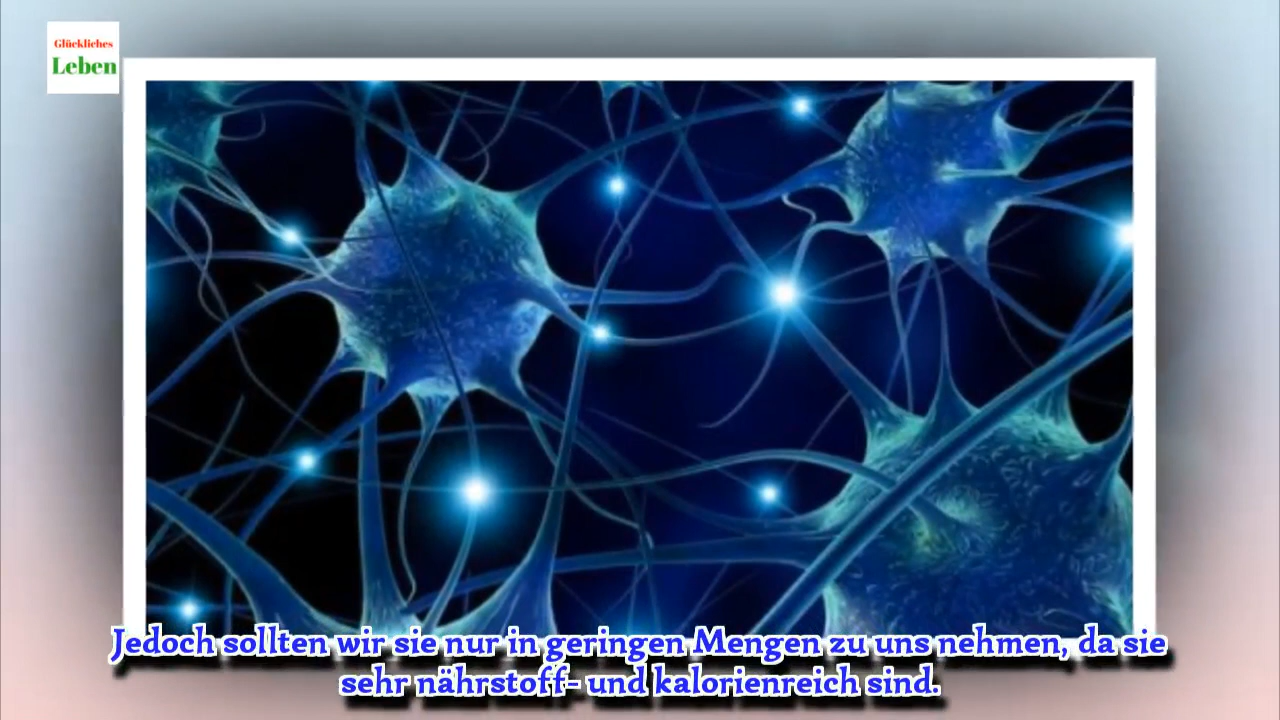 Glückliches
Leben
Jedoch sollten wir sie nur in geringen Mengen zu uns nehmen, da sie
sehr nährstoff- und kalorienreich sind.